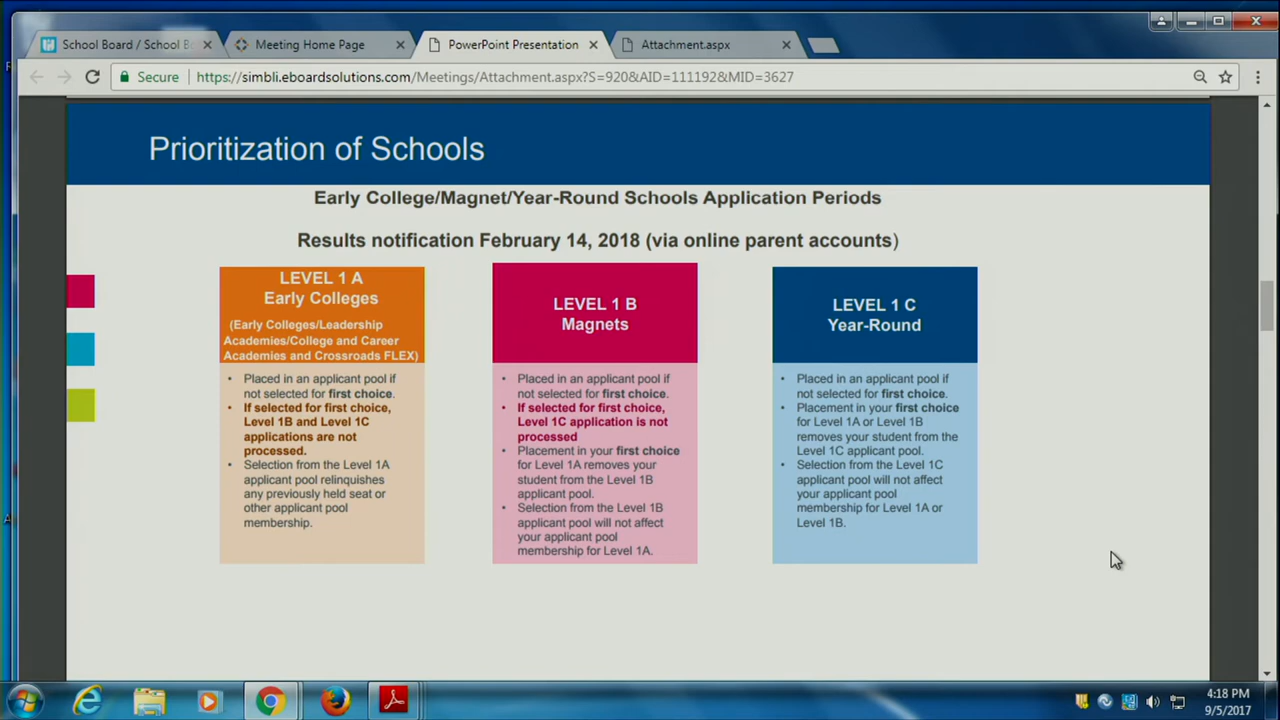 School Board / School B
Meeting Home Page
PowerPoint Presentation
Attachment.aspx
Secure
https://simbli.eboardsolutions.com/Meetings/Attachment.aspx?S=920&AID=111192&MID=3627
Prioritization of Schools
Early College/Magnet/Year-Round Schools Application Periods
Results notification February 14, 2018 (via online parent accounts)
LEVEL 1 A
Early Colleges
(Early Colleges/Leadership
Academies/College and Career
Academies and Crossroads FLEX)
• Placed in an applicant pool if
not selected for first choice.
• If selected for first choice,
Level 1B and Level 1C
applications are not
processed.
• Selection from the Level 1A
applicant pool relinquishes
any previously held seat or
other applicant pool
membership.
LEVEL 1 B
Magnets
• Placed in an applicant pool if
not selected for first choice.
• If selected for first choice,
Level 1C application is not
processed
• Placement in your first choice
for Level 1A removes your
student from the Level 1B
applicant pool.
• Selection from the Level 1B
applicant pool will not affect
your applicant pool
membership for Level 1A.
LEVEL 1 C
Year-Round
• Placed in an applicant pool if
not selected for first choice.
• Placement in your first choice
for Level 1A or Level 1B
removes your student from the
Level 1C applicant pool.
• Selection from the Level 1C
applicant pool will not affect
your applicant pool
membership for Level 1A or
Level 1B.
4:18 PM
9/5/2017